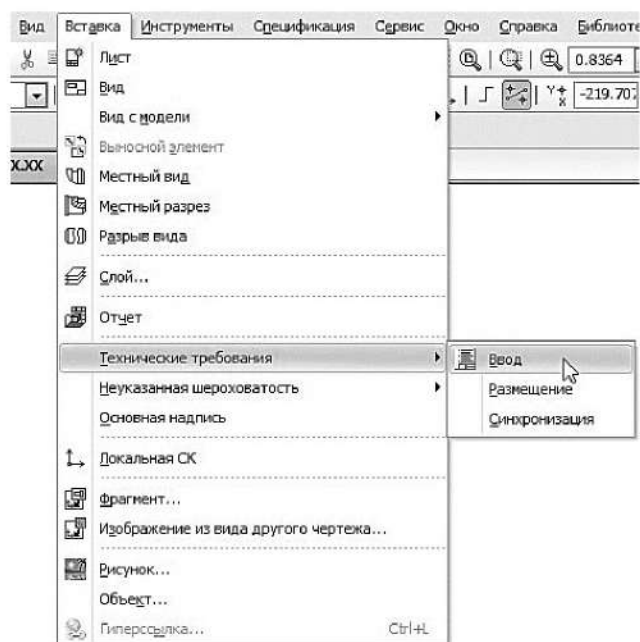 Вид Вставка Инструменты Спецификация Сервис Окно Справка Библиоте
Лист
0.8364
Вид
-219.707
Вид с модели
Выносной элемент
X.XX
Местный вид
Местный разрез
Разрыв вида
Слой...
Отчет
Технические требования
Ввод
Неуказанная шероховатость
Размещение
Основная надпись
Синхронизация
Локальная СК
Фрагмент...
Изображение из вида другого чертежа...
Рисунок...
Объект...
Гиперссылка... Ctrl+L